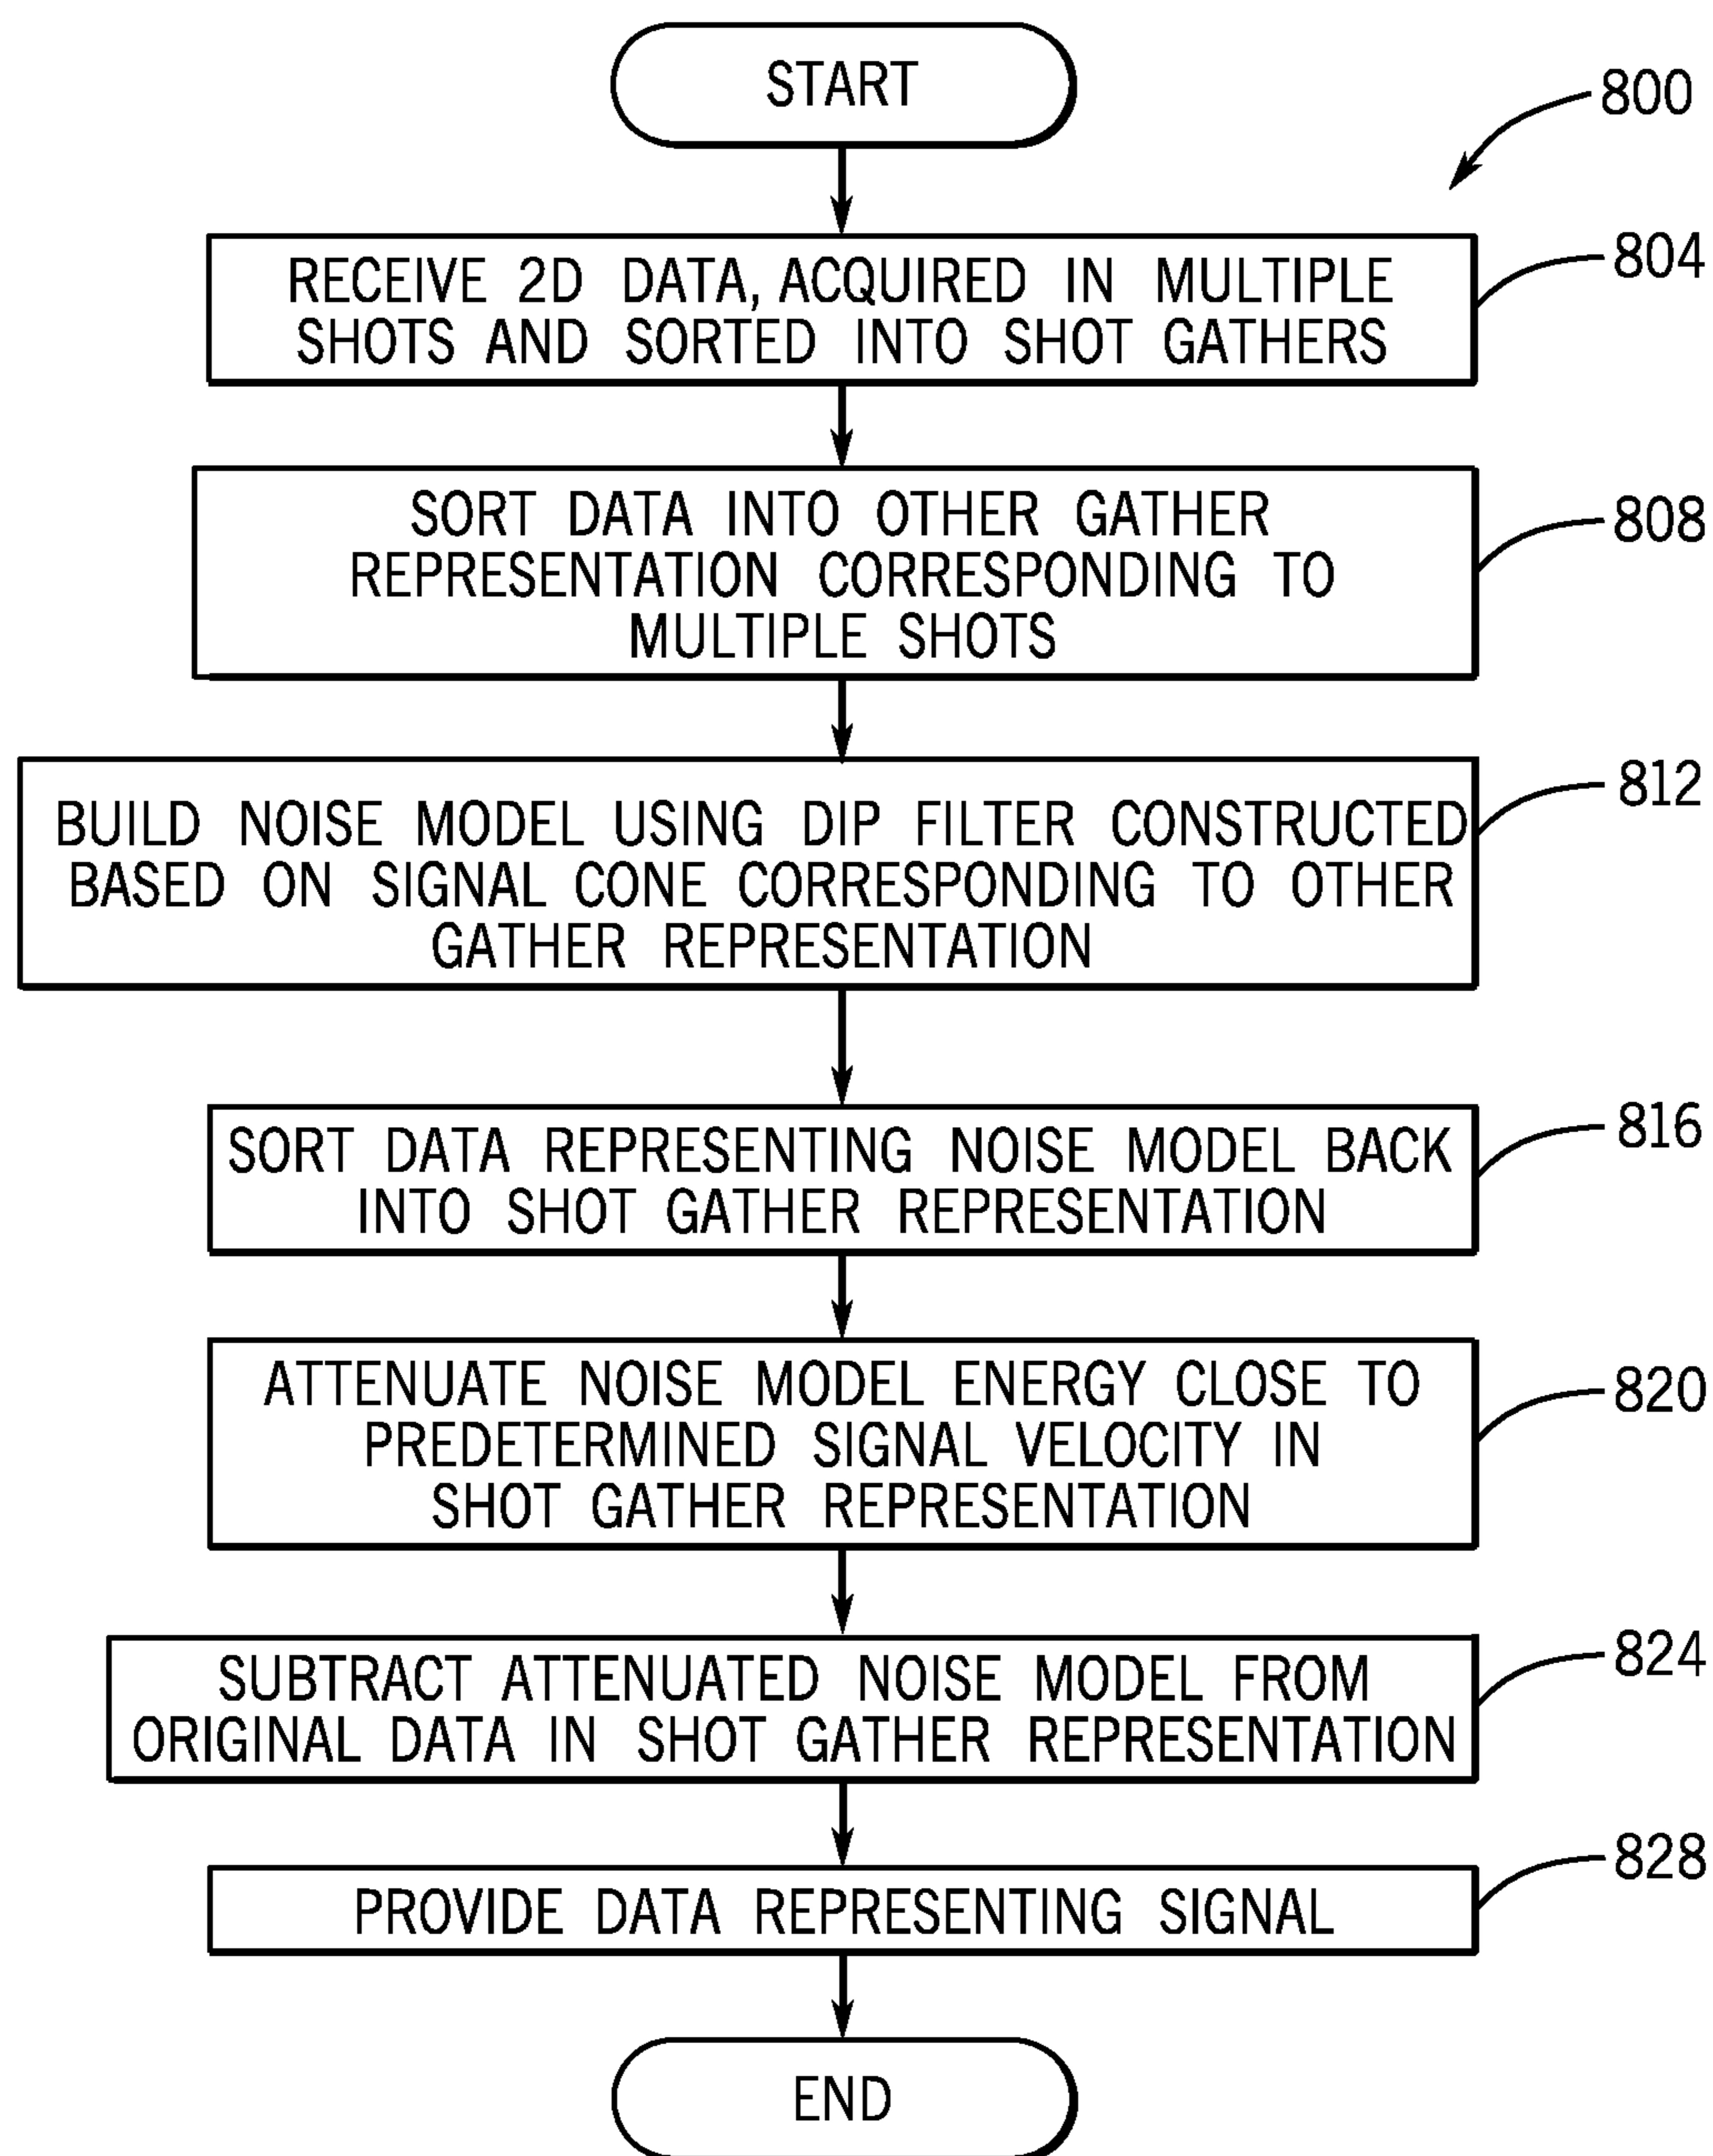 START
800
RECEIVE 2D DATA, ACQUIRED IN MULTIPLE
SHOTS AND SORTED INTO SHOT GATHERS
804
SORT DATA INTO OTHER GATHER
REPRESENTATION CORRESPONDING TO
MULTIPLE SHOTS
808
BUILD NOISE MODEL USING DIP FILTER CONSTRUCTED
BASED ON SIGNAL CONE CORRESPONDING TO OTHER
GATHER REPRESENTATION
812
SORT DATA REPRESENTING NOISE MODEL BACK
INTO SHOT GATHER REPRESENTATION
816
ATTENUATE NOISE MODEL ENERGY CLOSE TO
PREDETERMINED SIGNAL VELOCITY IN
SHOT GATHER REPRESENTATION
820
SUBTRACT ATTENUATED NOISE MODEL FROM
ORIGINAL DATA IN SHOT GATHER REPRESENTATION
824
PROVIDE DATA REPRESENTING SIGNAL
828
END